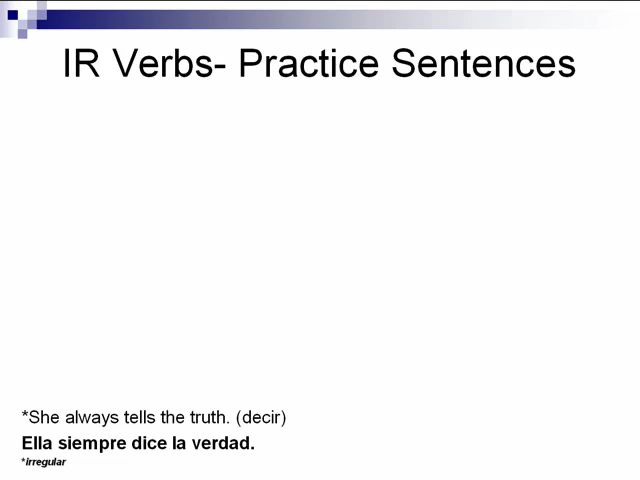 IR Verbs- Practice Sentences
*She always tells the truth. (decir)
Ella siempre dice la verdad.
*irregular